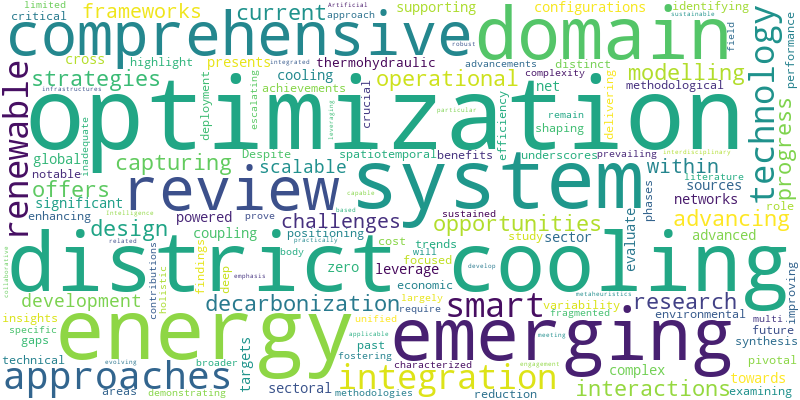 limited
critical
frameworks
current
Artificial
approach
supporting
configurations
identifying
sustainable
comprehensive
domain
technology
cross
highlight
presents
integrated
thermohydraulic
robust
advancements
distinct
field
performance
renewable
strategies
cooling
operational
complexity
modelling
infrastructures
deployment
escalating
achievements
crucial
net
methodological
optimization
efficiency
delivering
remain
shaping
particular
leveraging
inadequate
global
notable
capturing
Despite
spatiotemporal
benefits
underscores
prevailing
interdisciplinary
literature
progress
offers
scalable
within
sources
role
capable
based
review
system
significant
enhancing
Intelligence
powered
prove
sustained
networks
phases
design
challenges
positioning
opportunities
advancing
coupling
cost
trends
study
sector
evaluate
advanced
body
will
zero
focused
related
practically
emphasis
develop
district cooling
collaborative
contributions
holistic
findings
deep
leverage
economic
largely
variability
environmental
metaheuristics
improving
development
decarbonization
require
smart
research
insights
unified
applicable
fragmented
multi
specific
gaps
energy
past
fostering
meeting
emerging
future
synthesis
technical
evolving
broader
targets
characterized
complex
towards
pivotal
approaches
areas
demonstrating
sectoral
integration
methodologies
engagement
reduction
interactions
examining